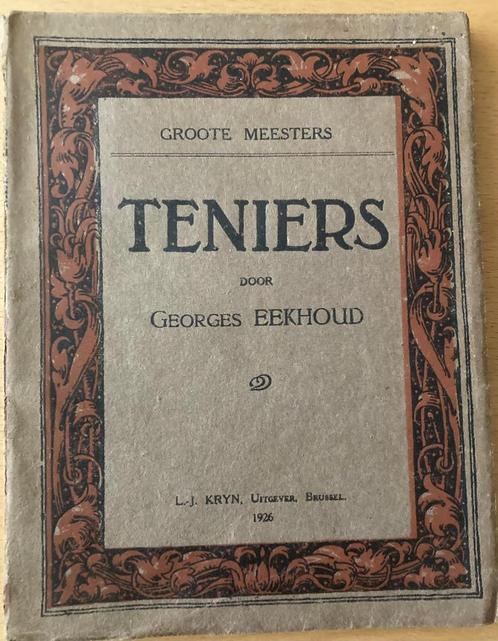 GROOTE MEESTERS
TENIERS
DOOR
GEORGES EEKHOUD
L.-J. KRYN, UITGEVER, BRUSSEL.
1926